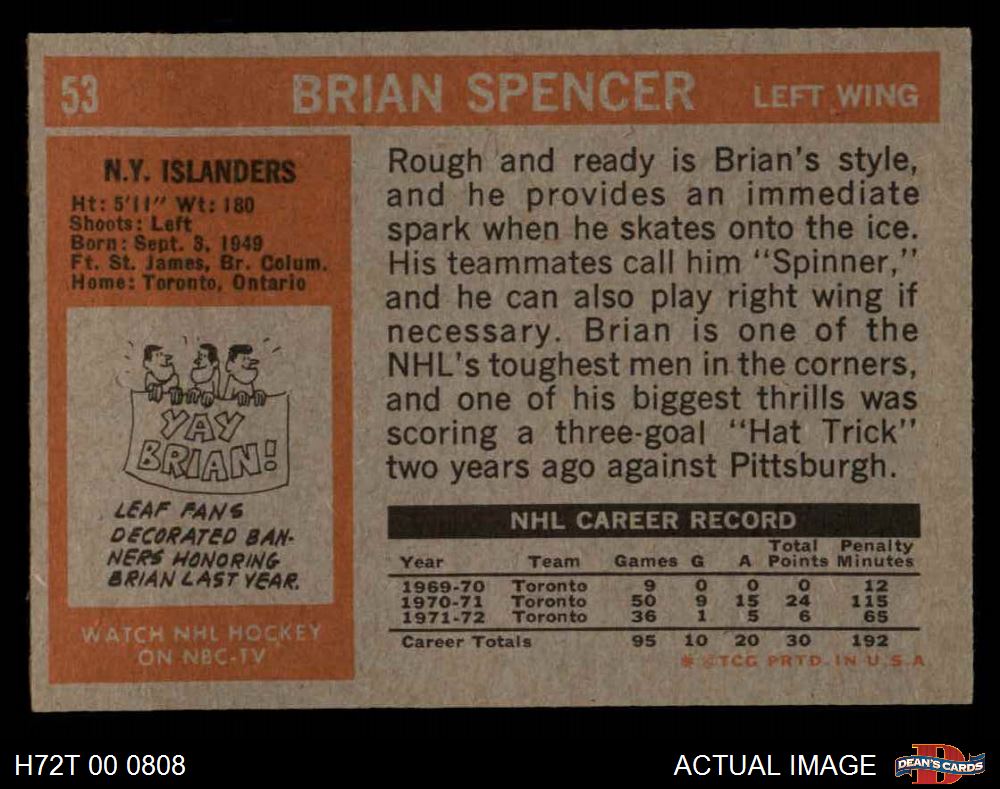 53 BRIAN SPENCER LEFT WING
N.Y. ISLANDERS
Ht: 5'11" Wt: 180
Shoots: Left
Born: Sept. 3, 1949
Ft. St. James, Br. Colum.
Home: Toronto, Ontario
YAY
BRIAN!
LEAF FANS
DECORATED BAN-
NERS HONORING
BRIAN LAST YEAR.
WATCH NHL HOCKEY
ON NBC-TV
Rough and ready is Brian's style,
and he provides an immediate
spark when he skates onto the ice.
His teammates call him "Spinner,"
and he can also play right wing if
necessary. Brian is one of the
NHL's toughest men in the corners,
and one of his biggest thrills was
scoring a three-goal "Hat Trick"
two years ago against Pittsburgh.
NHL CAREER RECORD
Total Penalty
Year Team Games G A Points Minutes
1969-70 Toronto 9 0 0 0 12
1970-71 Toronto 50 9 15 24 115
1971-72 Toronto 36 1 5 6 65
Career Totals 95 10 20 30 192
* ©TCG PRTD. IN U.S.A
H72T 00 0808
ACTUAL IMAGE
DEAN'S CARDS